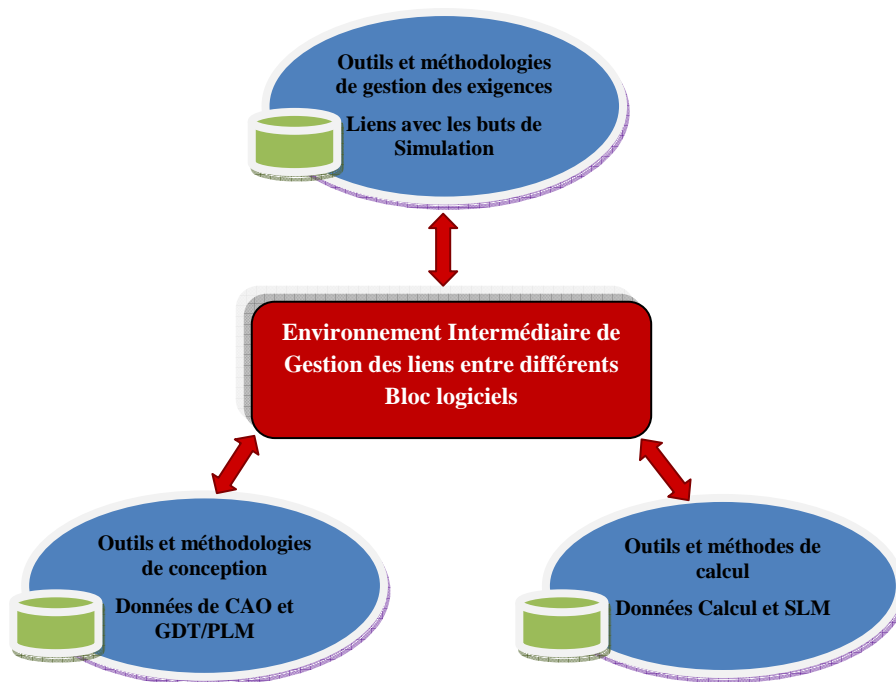 Outils et méthodologies
de gestion des exigences
Liens avec les buts de
Simulation
Environnement Intermédiaire de
Gestion des liens entre différents
Bloc logiciels
Outils et méthodologies
de conception
Données de CAO et
GDT/PLM
Outils et méthodes de
calcul
Données Calcul et SLM